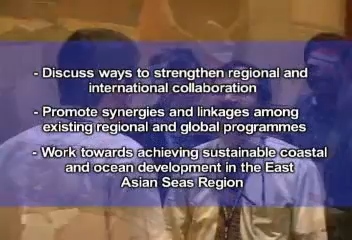 - Discuss ways to strengthen regional and
international collaboration
- Promote synergies and linkages among
existing regional and global programmes
- Work towards achieving sustainable coastal
and ocean development in the East
Asian Seas Region